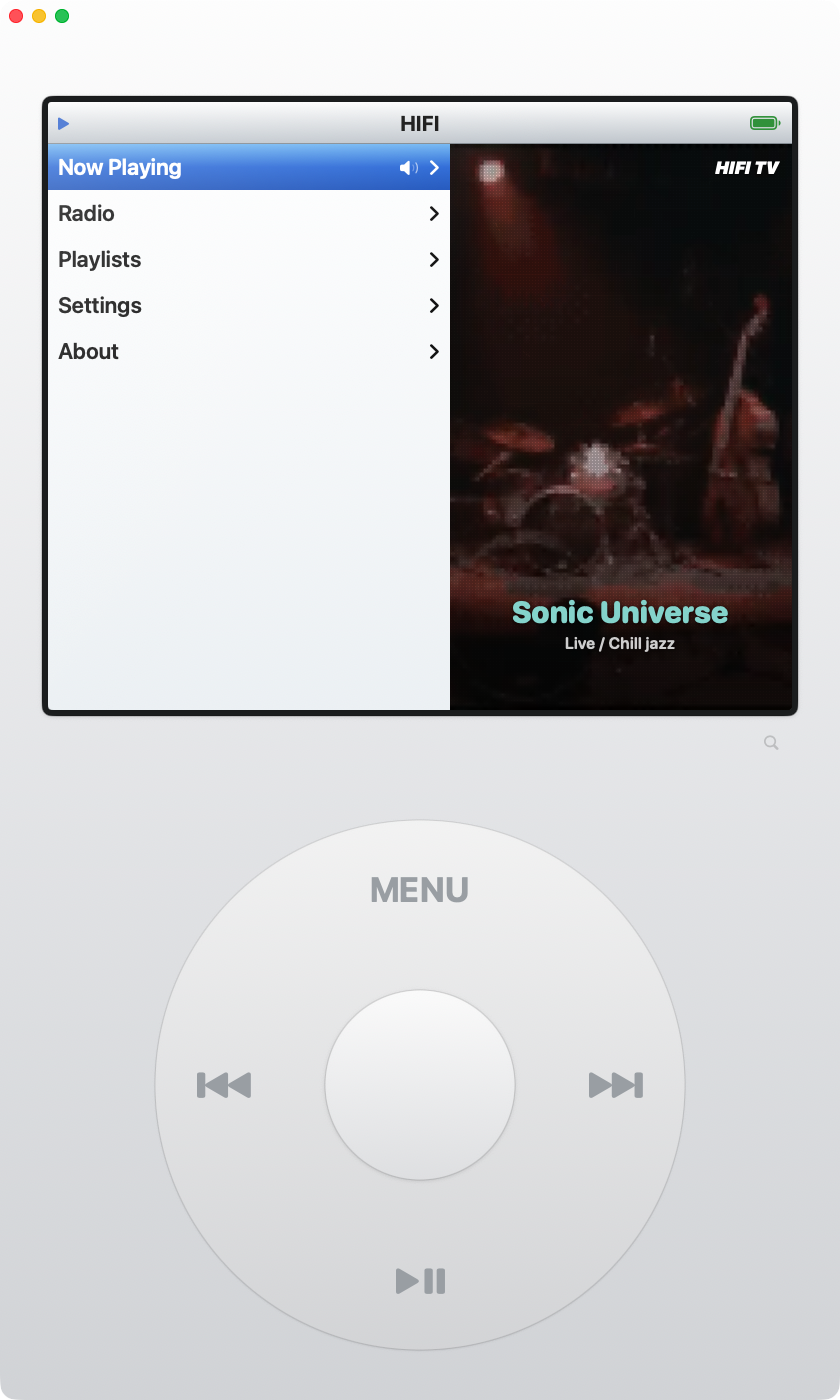 HIFI
Now Playing
Radio
Playlists
Settings
About
HIFI TV
Sonic Universe
Live / Chill jazz
MENU